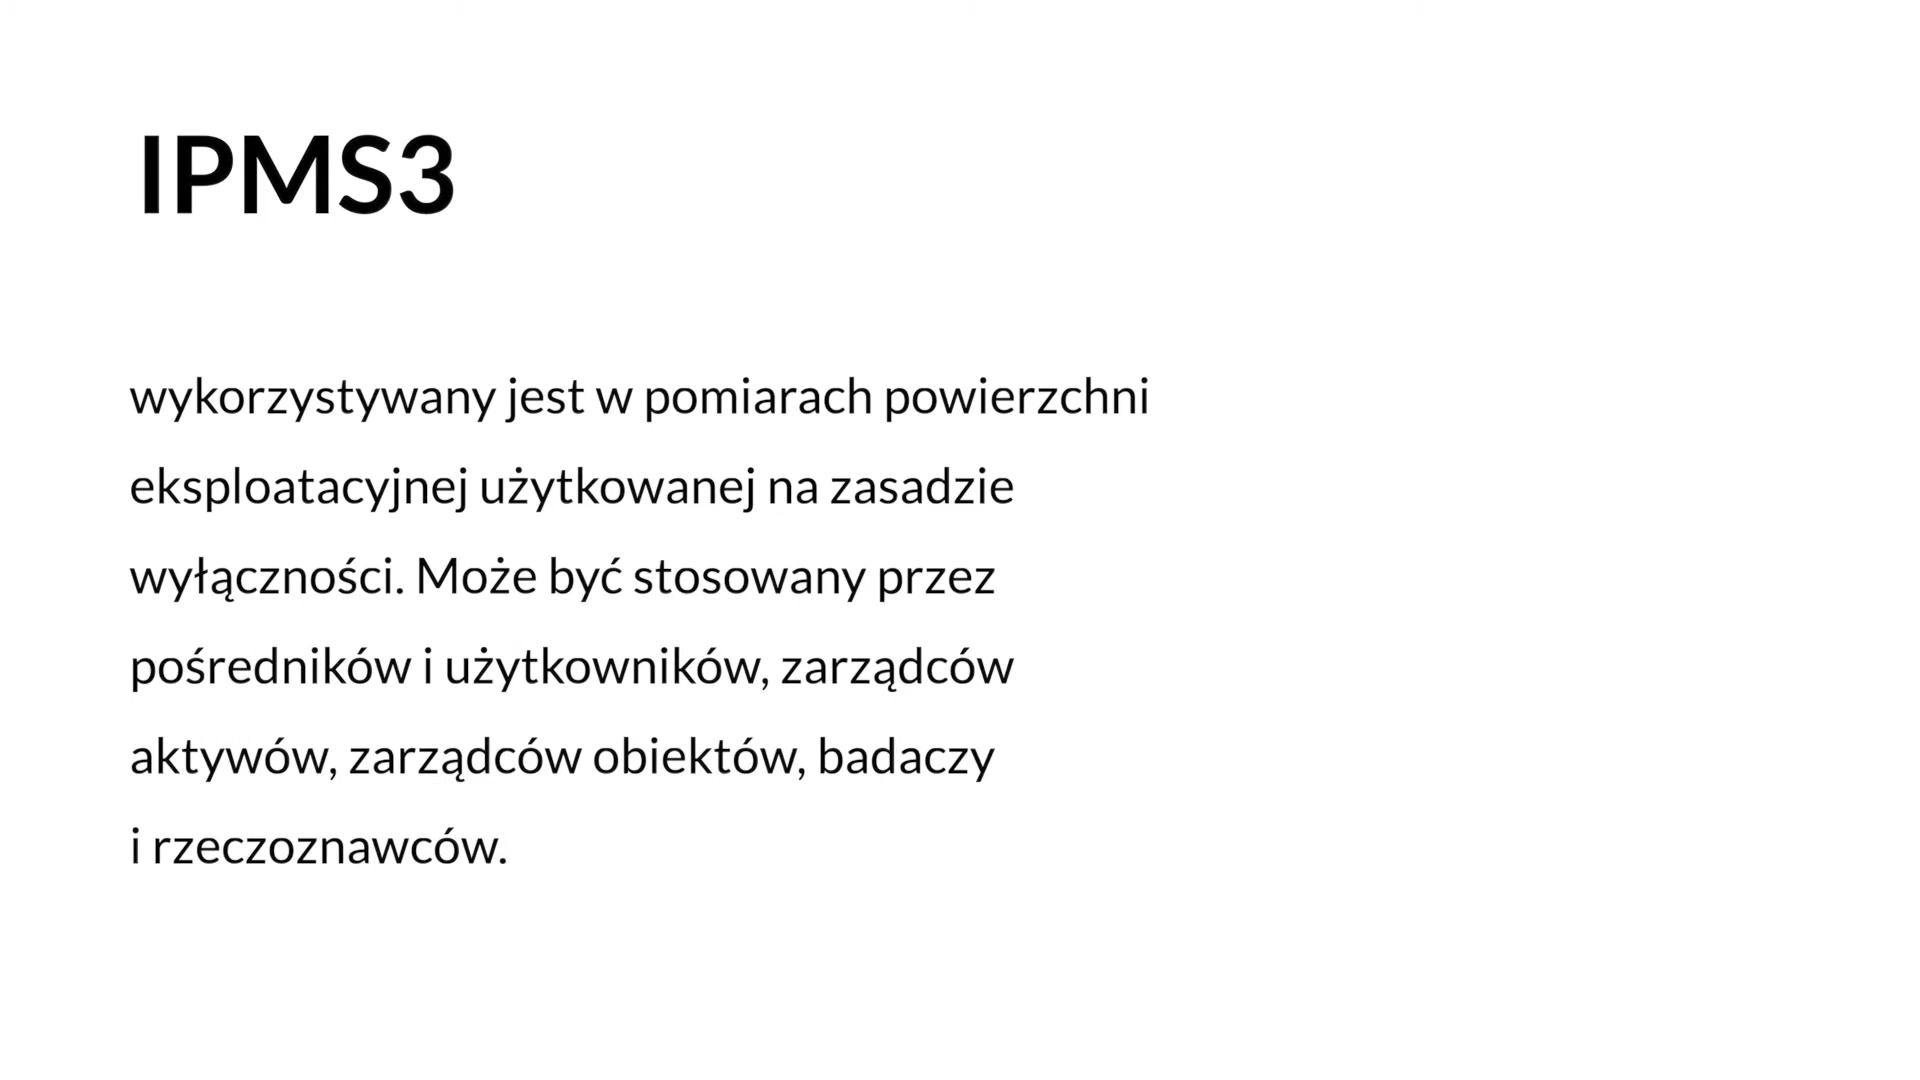 IPMS3
wykorzystywany jest w pomiarach powierzchni
eksploatacyjnej użytkowanej na zasadzie
wyłączności. Może być stosowany przez
pośredników i użytkowników, zarządców
aktywów, zarządców obiektów, badaczy
i rzeczoznawców.